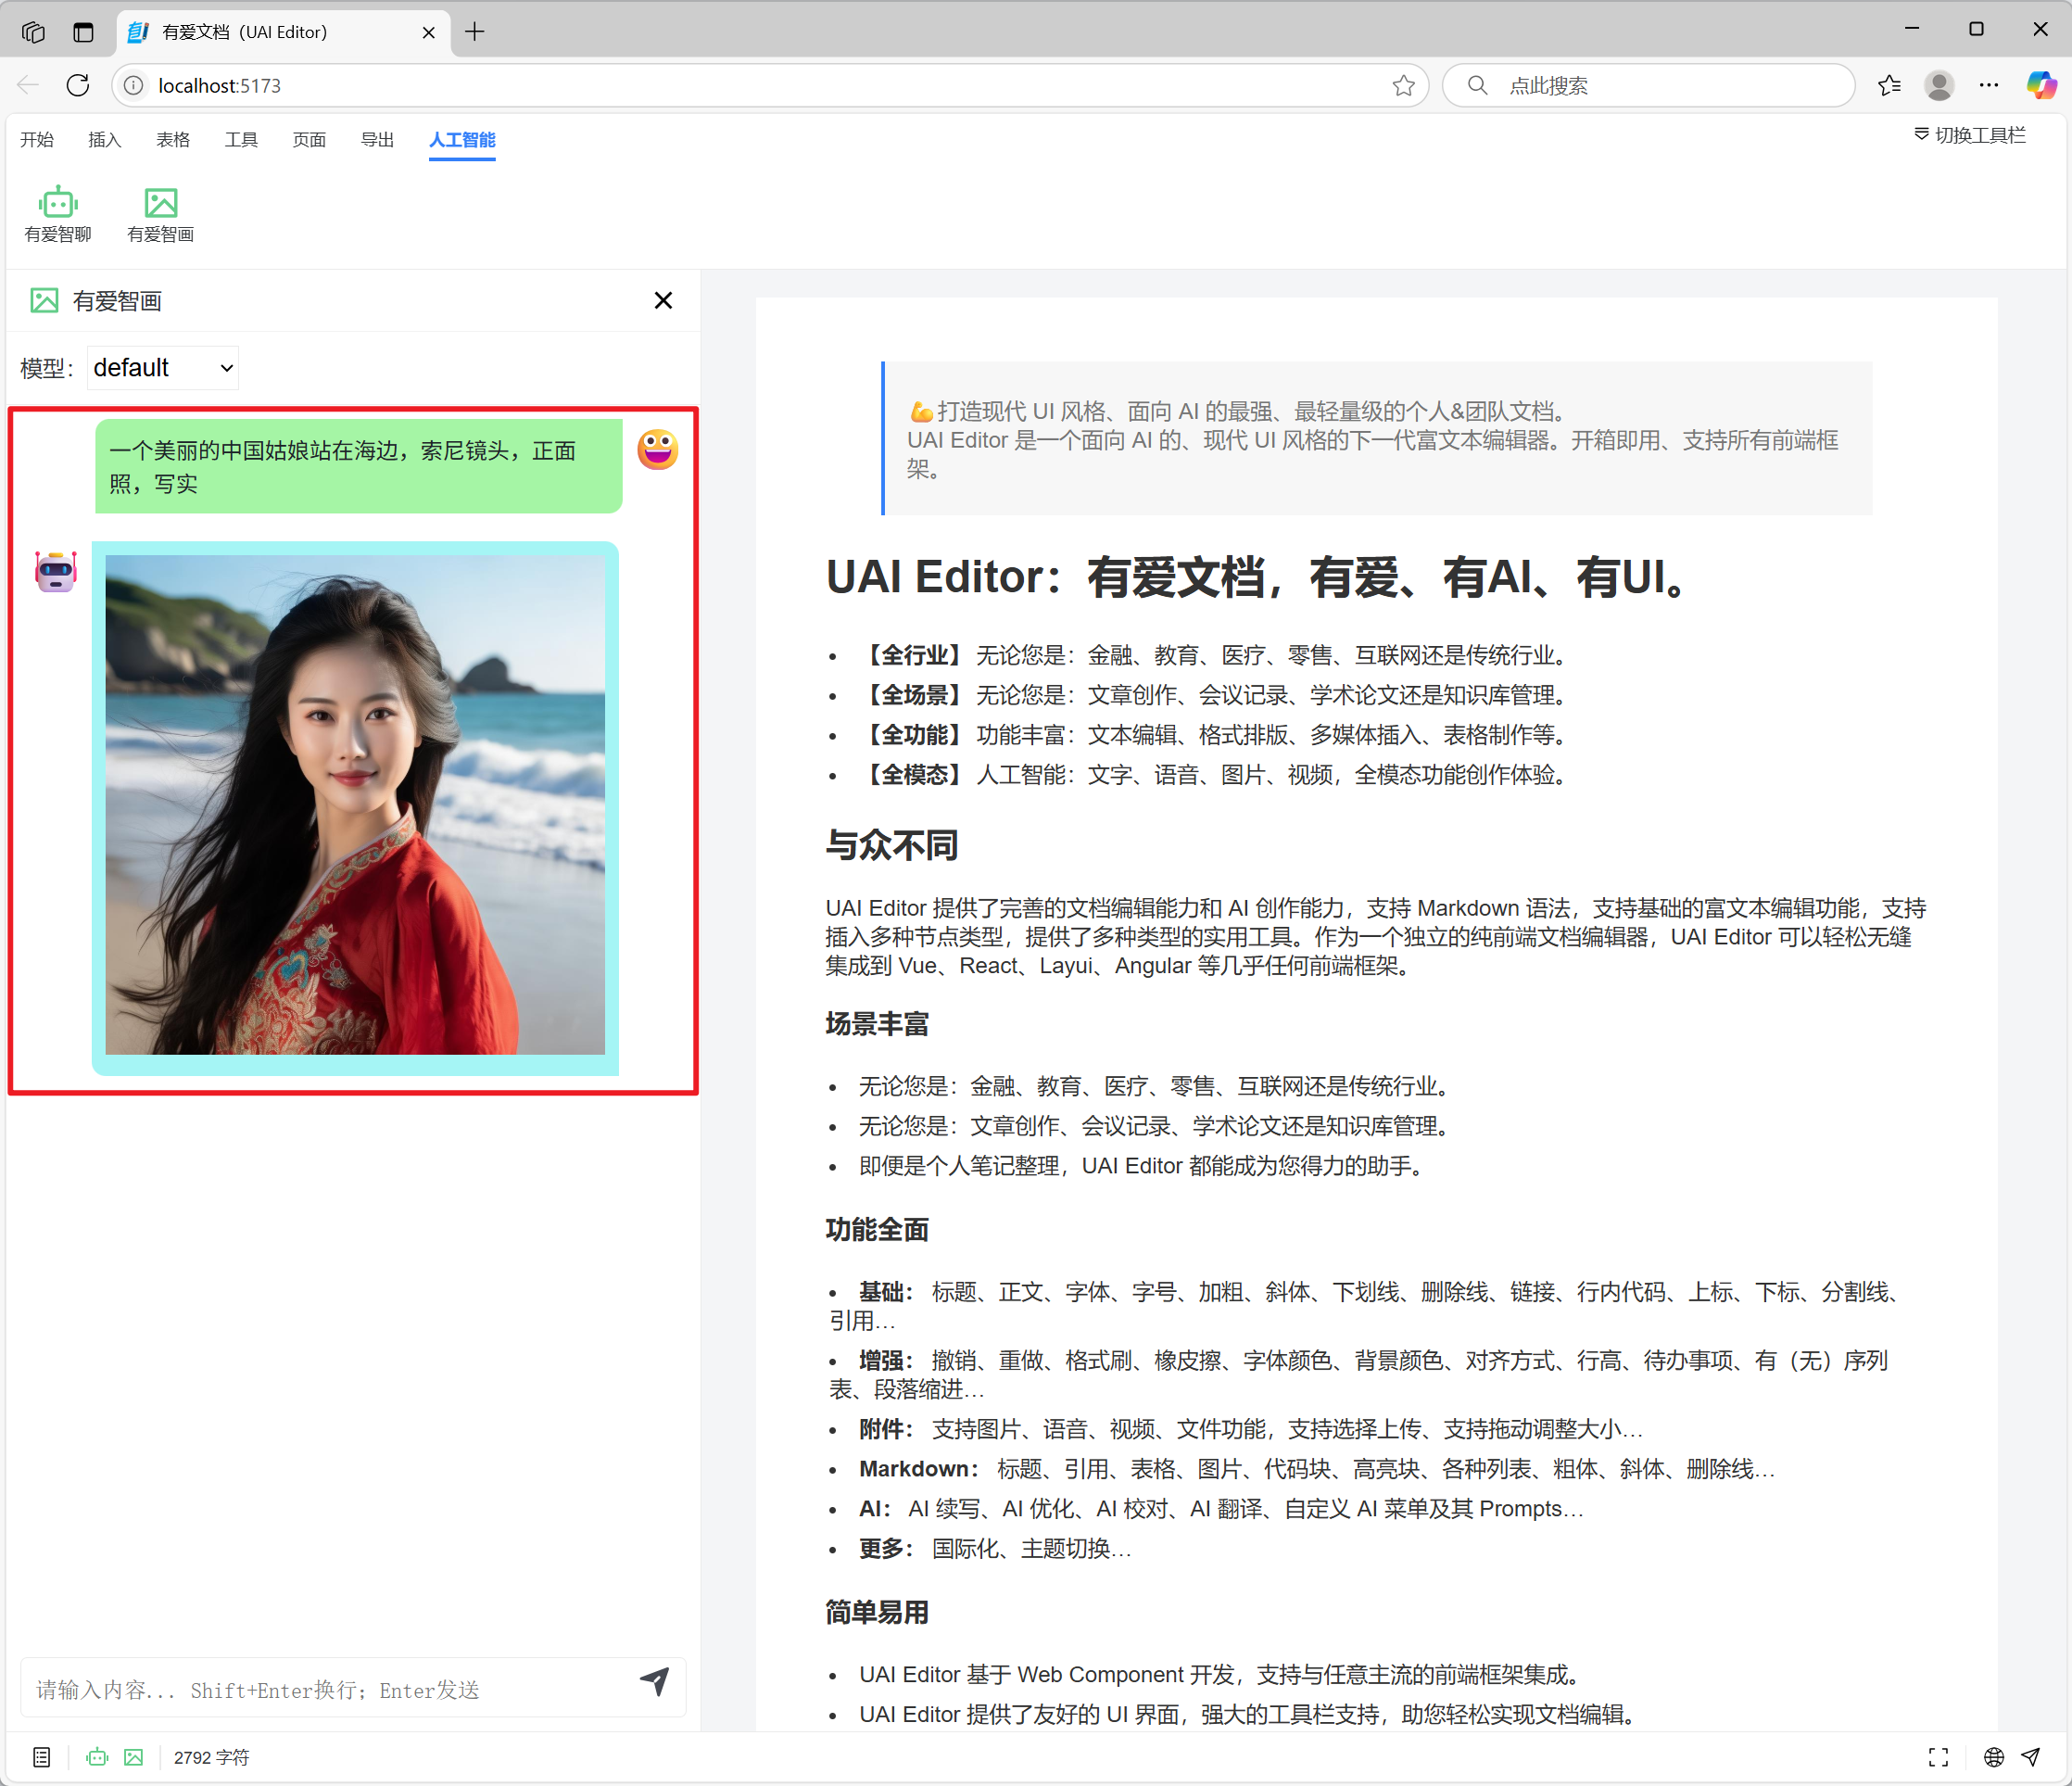 有爱文档（UAI Editor）
localhost:5173
点此搜索
开始 插入 表格 工具 页面 导出 人工智能
切换工具栏
有爱智聊 有爱智画
有爱智画
模型： default
一个美丽的中国姑娘站在海边，索尼镜头，正面
照，写实
请输入内容... Shift+Enter换行；Enter发送
💪打造现代 UI 风格、面向 AI 的最强、最轻量级的个人&团队文档。
UAI Editor 是一个面向 AI 的、现代 UI 风格的下一代富文本编辑器。开箱即用、支持所有前端框
架。
UAI Editor：有爱文档，有爱、有AI、有UI。
• 【全行业】 无论您是：金融、教育、医疗、零售、互联网还是传统行业。
• 【全场景】 无论您是：文章创作、会议记录、学术论文还是知识库管理。
• 【全功能】 功能丰富：文本编辑、格式排版、多媒体插入、表格制作等。
• 【全模态】 人工智能：文字、语音、图片、视频，全模态功能创作体验。
与众不同
UAI Editor 提供了完善的文档编辑能力和 AI 创作能力，支持 Markdown 语法，支持基础的富文本编辑功能，支持
插入多种节点类型，提供了多种类型的实用工具。作为一个独立的纯前端文档编辑器，UAI Editor 可以轻松无缝
集成到 Vue、React、Layui、Angular 等几乎任何前端框架。
场景丰富
• 无论您是：金融、教育、医疗、零售、互联网还是传统行业。
• 无论您是：文章创作、会议记录、学术论文还是知识库管理。
• 即便是个人笔记整理，UAI Editor 都能成为您得力的助手。
功能全面
• 基础： 标题、正文、字体、字号、加粗、斜体、下划线、删除线、链接、行内代码、上标、下标、分割线、
引用…
• 增强： 撤销、重做、格式刷、橡皮擦、字体颜色、背景颜色、对齐方式、行高、待办事项、有（无）序列
表、段落缩进…
• 附件： 支持图片、语音、视频、文件功能，支持选择上传、支持拖动调整大小…
• Markdown： 标题、引用、表格、图片、代码块、高亮块、各种列表、粗体、斜体、删除线…
• AI： AI 续写、AI 优化、AI 校对、AI 翻译、自定义 AI 菜单及其 Prompts…
• 更多： 国际化、主题切换…
简单易用
• UAI Editor 基于 Web Component 开发，支持与任意主流的前端框架集成。
• UAI Editor 提供了友好的 UI 界面，强大的工具栏支持，助您轻松实现文档编辑。
2792 字符